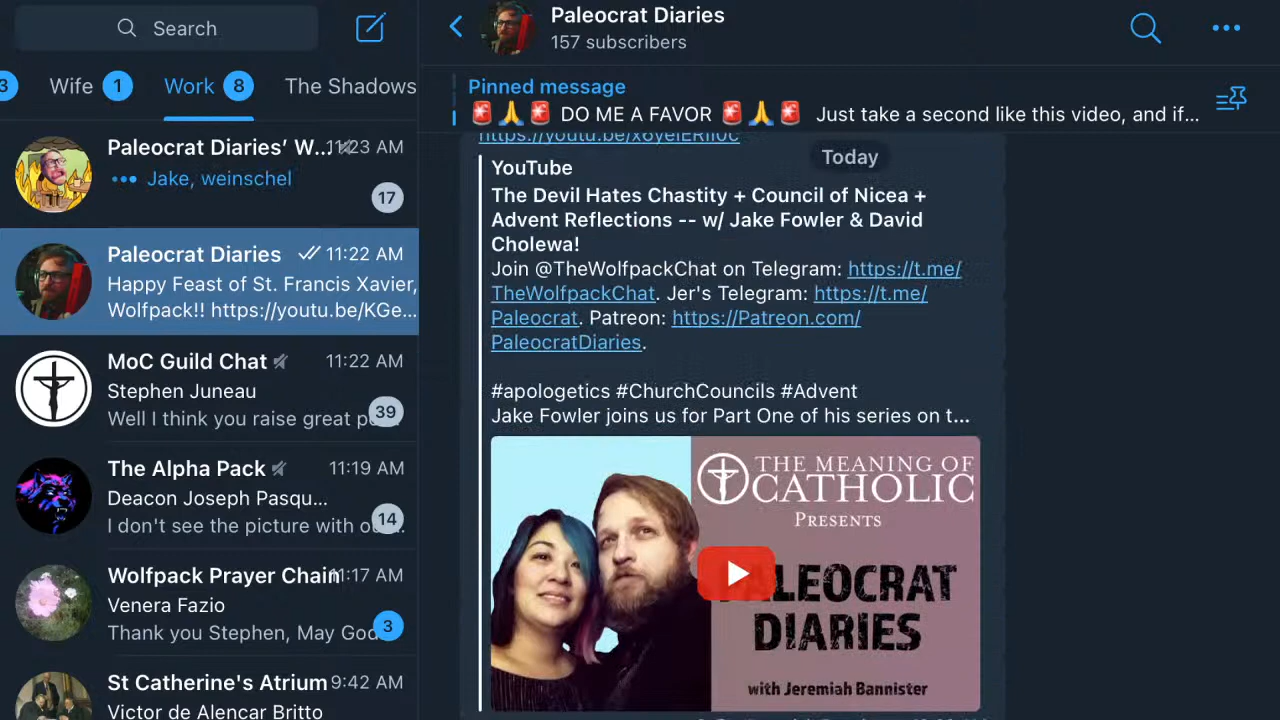 Search
3
Wife 1
Work 8
The Shadows
Paleocrat Diaries’ W... 11:23 AM
Jake, weinschel
17
Paleocrat Diaries 11:22 AM
Happy Feast of St. Francis Xavier,
Wolfpack!! https://youtu.be/KGe...
MoC Guild Chat 11:22 AM
Stephen Juneau
Well I think you raise great
39
The Alpha Pack 11:19 AM
Deacon Joseph Pasqu...
I don't see the picture with
14
Wolfpack Prayer Chain 11:17 AM
Venera Fazio
Thank you Stephen, May God
3
St Catherine's Atrium 9:42 AM
Victor de Alencar Britto
Paleocrat Diaries
157 subscribers
Pinned message
🚨🙏🚨 DO ME A FAVOR 🚨🙏🚨 Just take a second like this video, and if...
Today
YouTube
The Devil Hates Chastity + Council of Nicea +
Advent Reflections -- w/ Jake Fowler & David
Cholewa!
Join @TheWolfpackChat on Telegram: https://t.me/
TheWolfpackChat. Jer's Telegram: https://t.me/
Paleocrat. Patreon: https://Patreon.com/
PaleocratDiaries.
#apologetics #ChurchCouncils #Advent
Jake Fowler joins us for Part One of his series on t...
THE MEANING OF
CATHOLIC
PRESENTS
PALEOCRAT
DIARIES
with Jeremiah Bannister